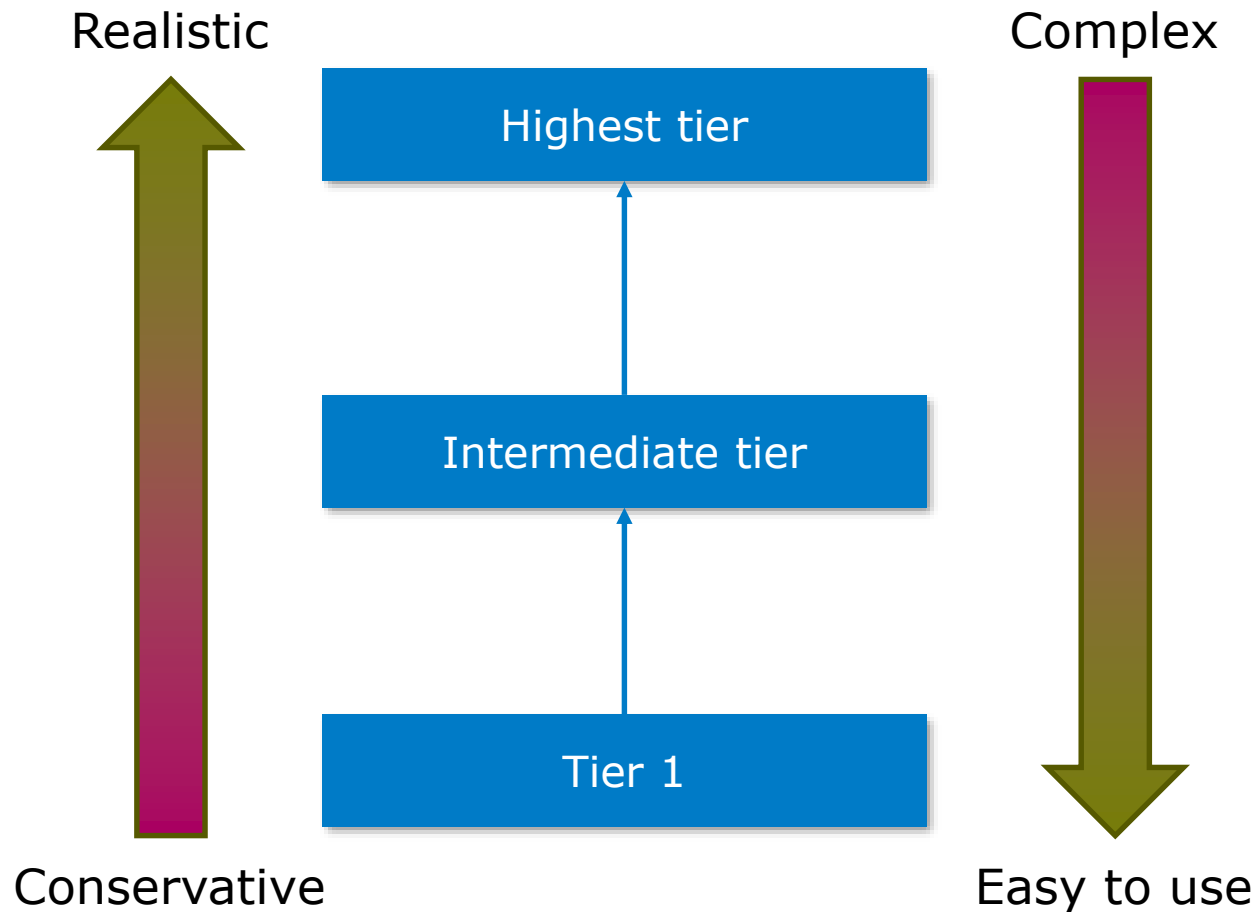 Realistic
Complex
Highest tier
Intermediate tier
Tier 1
Conservative
Easy to use